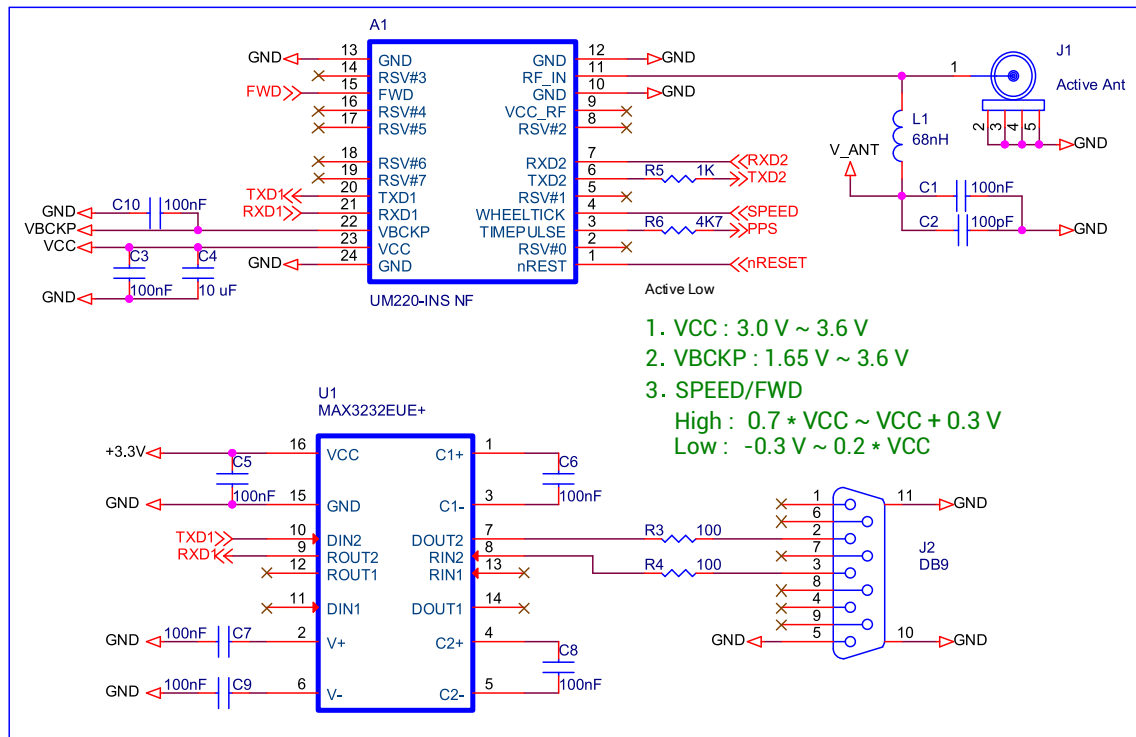 A1
GND 13 GND
14 RSV#3
FWD 15 FWD
16 RSV#4
17 RSV#5
18 RSV#6
19 RSV#7
TXD1 20 TXD1
RXD1 21 RXD1
VBCKP 22 VBCKP
VCC 23 VCC
GND 24 GND
GND 12 GND
RF_IN 11
GND 10 GND
VCC_RF 9
RSV#2 8
RXD2 7 RXD2
TXD2 6 R5 1K TXD2
RSV#1 5
WHEELTICK 4 SPEED
TIMEPULSE 3 R6 4K7 PPS
RSV#0 2
nREST 1 nRESET
UM220-INS NF
GND C10 100nF
C3 C4
GND 100nF 10 uF
J1
1
Active Ant
2 3 4 5
GND
L1
68nH
V_ANT
C1 100nF
C2 100pF GND
Active Low
1. VCC : 3.0 V ~ 3.6 V
2. VBCKP : 1.65 V ~ 3.6 V
3. SPEED/FWD
High : 0.7 * VCC ~ VCC + 0.3 V
Low : -0.3 V ~ 0.2 * VCC
U1
MAX3232EUE+
+3.3V 16 VCC
C5
GND 100nF 15 GND
TXD1 10 DIN2
RXD1 9 ROUT2
12 ROUT1
11 DIN1
GND 100nF C7 2 V+
GND 100nF C9 6 V-
C1+ 1
C6
C1- 3 100nF
DOUT2 7 R3 100
RIN2 8 R4 100
RIN1 13
DOUT1 14
C2+ 4
C8
C2- 5 100nF
1
6
2
7
3
8
4
9
GND 5
11 GND
J2
DB9
10 GND